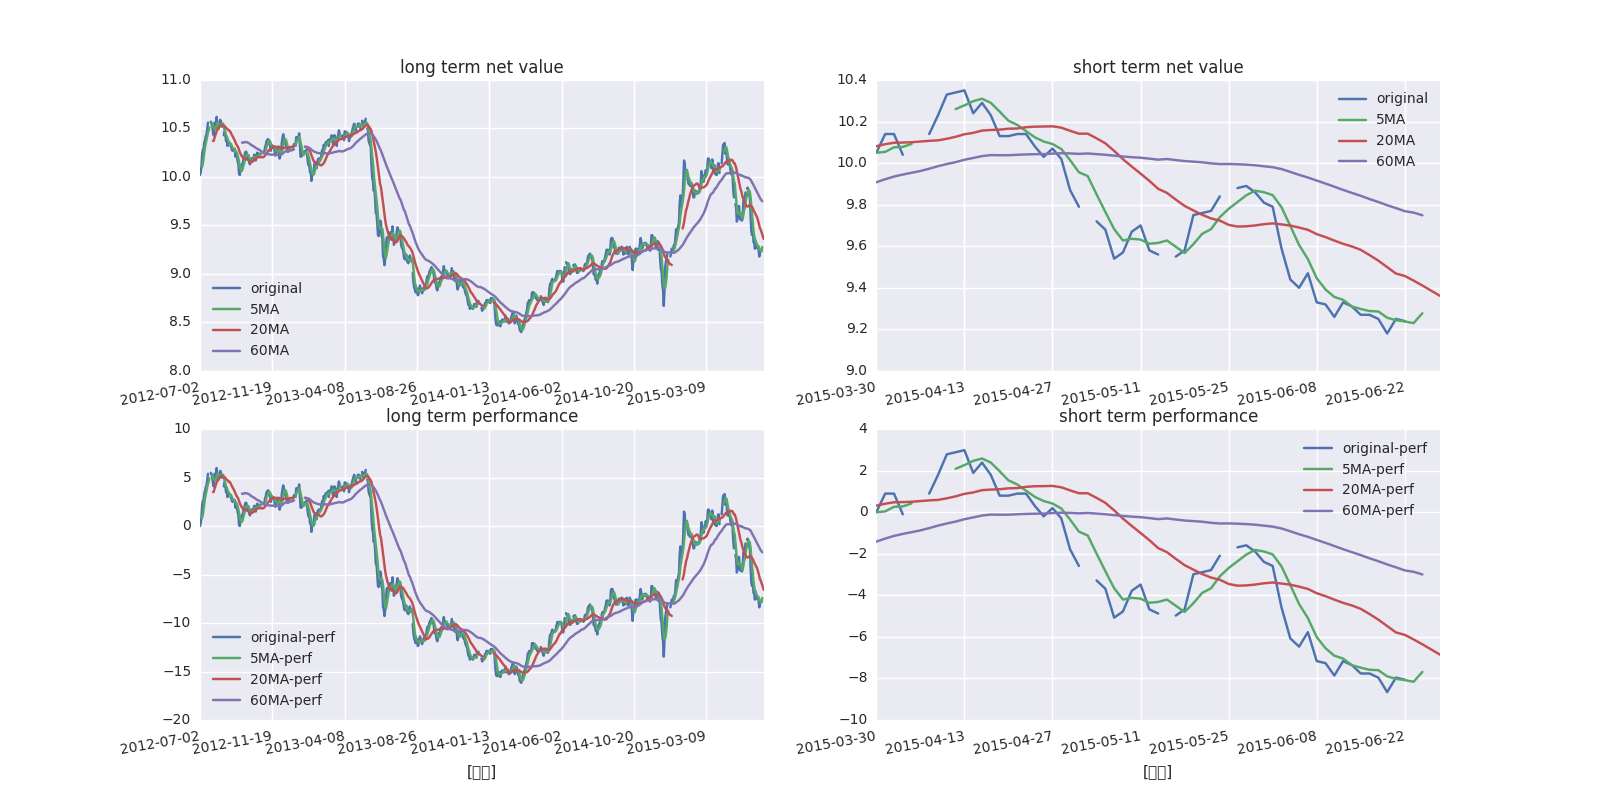 long term net value
11.0
10.5
10.0
9.5
9.0
8.5
8.0
original
5MA
20MA
60MA
2012-07-02 2012-11-19 2013-04-08 2013-08-26 2014-01-13 2014-06-02 2014-10-20 2015-03-09
short term net value
10.4
10.2
10.0
9.8
9.6
9.4
9.2
9.0
original
5MA
20MA
60MA
2015-03-30 2015-04-13 2015-04-27 2015-05-11 2015-05-25 2015-06-08 2015-06-22
long term performance
10
5
0
−5
−10
−15
−20
original-perf
5MA-perf
20MA-perf
60MA-perf
2012-07-02 2012-11-19 2013-04-08 2013-08-26 2014-01-13 2014-06-02 2014-10-20 2015-03-09
[▯▯]
short term performance
4
2
0
−2
−4
−6
−8
−10
original-perf
5MA-perf
20MA-perf
60MA-perf
2015-03-30 2015-04-13 2015-04-27 2015-05-11 2015-05-25 2015-06-08 2015-06-22
[▯▯]